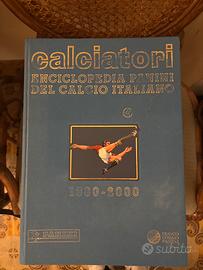 calciatori
ENCICLOPEDIA PANINI
DEL CALCIO ITALIANO
1960-2000
PANINI
Subito